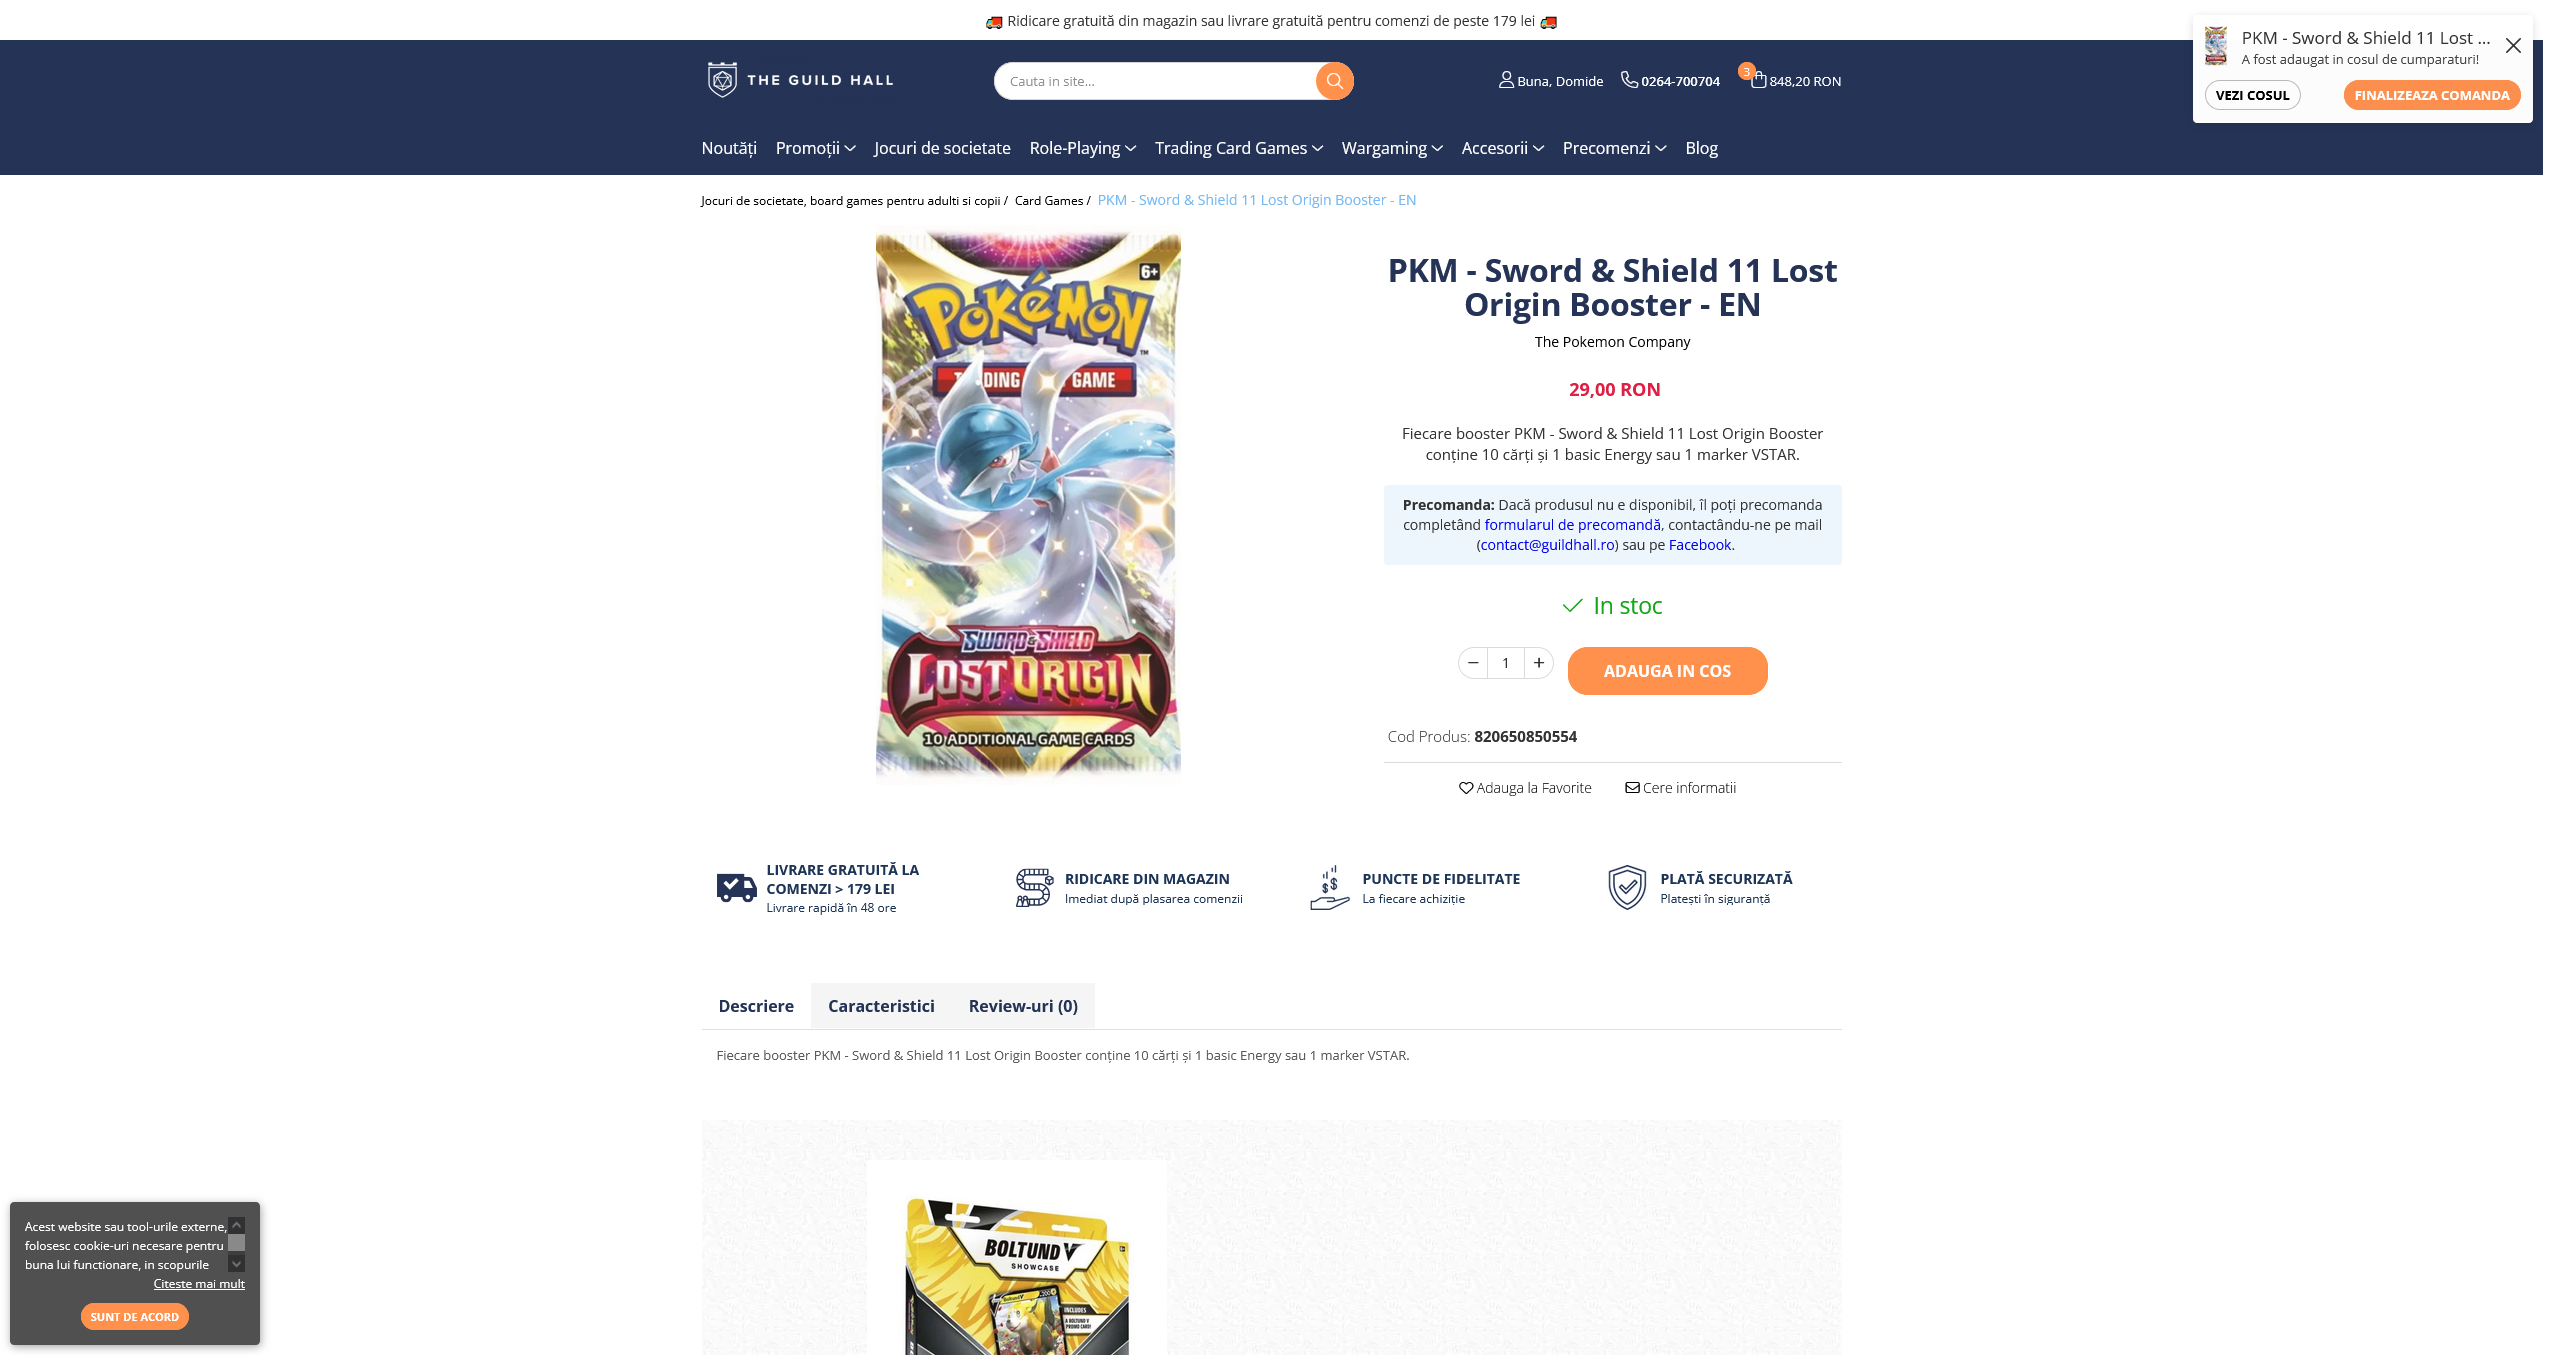 Ridicare gratuită din magazin sau livrare gratuită pentru comenzi de peste 179 lei
PKM - Sword & Shield 11 Lost ...
A fost adaugat in cosul de cumparaturi!
VEZI COSUL
FINALIZEAZA COMANDA
THE GUILD HALL
Cauta in site...
Buna, Domide
0264-700704
3
848,20 RON
Noutăți
Promoții
Jocuri de societate
Role-Playing
Trading Card Games
Wargaming
Accesorii
Precomenzi
Blog
Jocuri de societate, board games pentru adulti si copii / Card Games / PKM - Sword & Shield 11 Lost Origin Booster - EN
6+
POKéMON
TM
GAME
SWORD & SHIELD
LOST ORIGIN
10 ADDITIONAL GAME CARDS
PKM - Sword & Shield 11 Lost
Origin Booster - EN
The Pokemon Company
29,00 RON
Fiecare booster PKM - Sword & Shield 11 Lost Origin Booster
conține 10 cărți și 1 basic Energy sau 1 marker VSTAR.
Precomanda: Dacă produsul nu e disponibil, îl poți precomanda
completând formularul de precomandă, contactându-ne pe mail
(contact@guildhall.ro) sau pe Facebook.
In stoc
1
ADAUGA IN COS
Cod Produs: 820650850554
Adauga la Favorite
Cere informatii
LIVRARE GRATUITĂ LA
COMENZI > 179 LEI
Livrare rapidă în 48 ore
RIDICARE DIN MAGAZIN
Imediat după plasarea comenzii
PUNCTE DE FIDELITATE
La fiecare achiziție
PLATĂ SECURIZATĂ
Platești în siguranță
Descriere
Caracteristici
Review-uri (0)
Fiecare booster PKM - Sword & Shield 11 Lost Origin Booster conține 10 cărți și 1 basic Energy sau 1 marker VSTAR.
BOLTUND V
SHOWCASE
INCLUDES
A BOLTUND V
PROMO CARD!
Acest website sau tool-urile externe,
folosesc cookie-uri necesare pentru
buna lui functionare, in scopurile
Citeste mai mult
SUNT DE ACORD